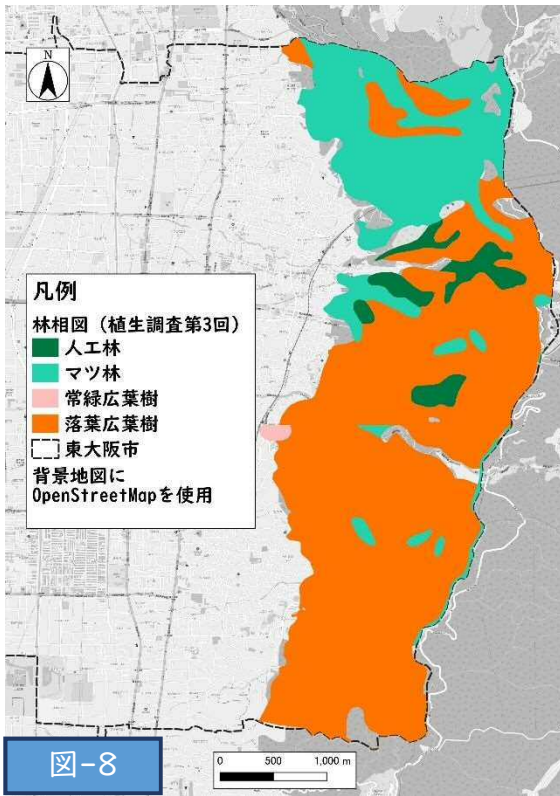 N
凡例
林相図（植生調査第3回）
人工林
マツ林
常緑広葉樹
落葉広葉樹
東大阪市
背景地図に
OpenStreetMapを使用
図-8
0 500 1,000 m